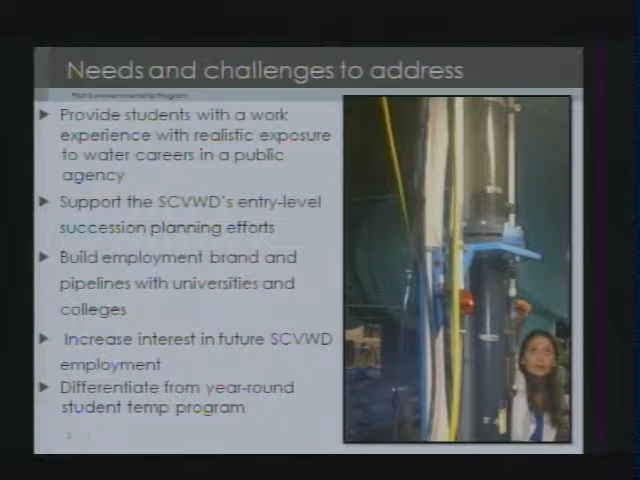 Needs and challenges to address
Provide students with a work
experience with realistic exposure
to water careers in a public
agency
Support the SCVWD's entry-level
succession planning efforts
Build employment brand and
pipelines with universities and
colleges
Increase interest in future SCVWD
employment
Differentiate from year-round
student temp program